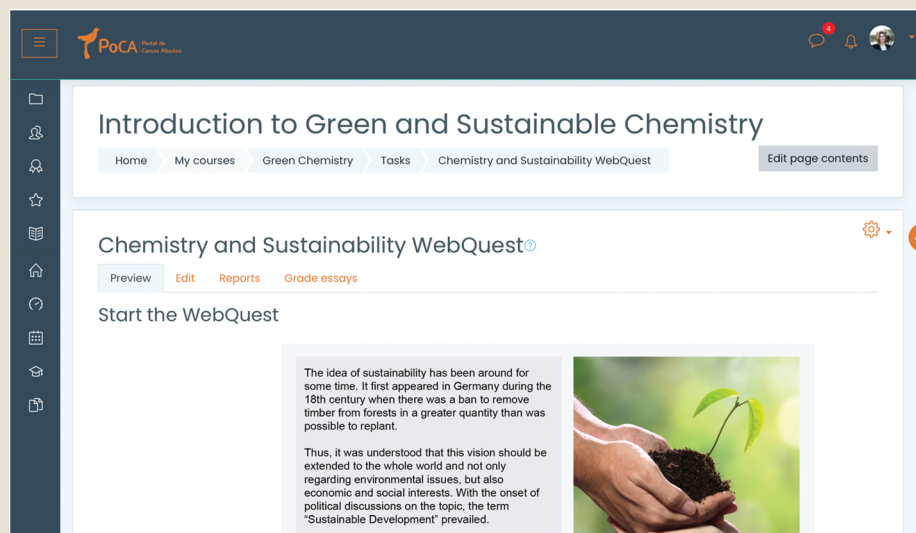 4
PoCA Portal de
Cursos Abertos
Introduction to Green and Sustainable Chemistry
Home My courses Green Chemistry Tasks Chemistry and Sustainability WebQuest
Edit page contents
Chemistry and Sustainability WebQuest
Preview Edit Reports Grade essays
Start the WebQuest
The idea of sustainability has been around for
some time. It first appeared in Germany during the
18th century when there was a ban to remove
timber from forests in a greater quantity than was
possible to replant.
Thus, it was understood that this vision should be
extended to the whole world and not only
regarding environmental issues, but also
economic and social interests. With the onset of
political discussions on the topic, the term
“Sustainable Development” prevailed.